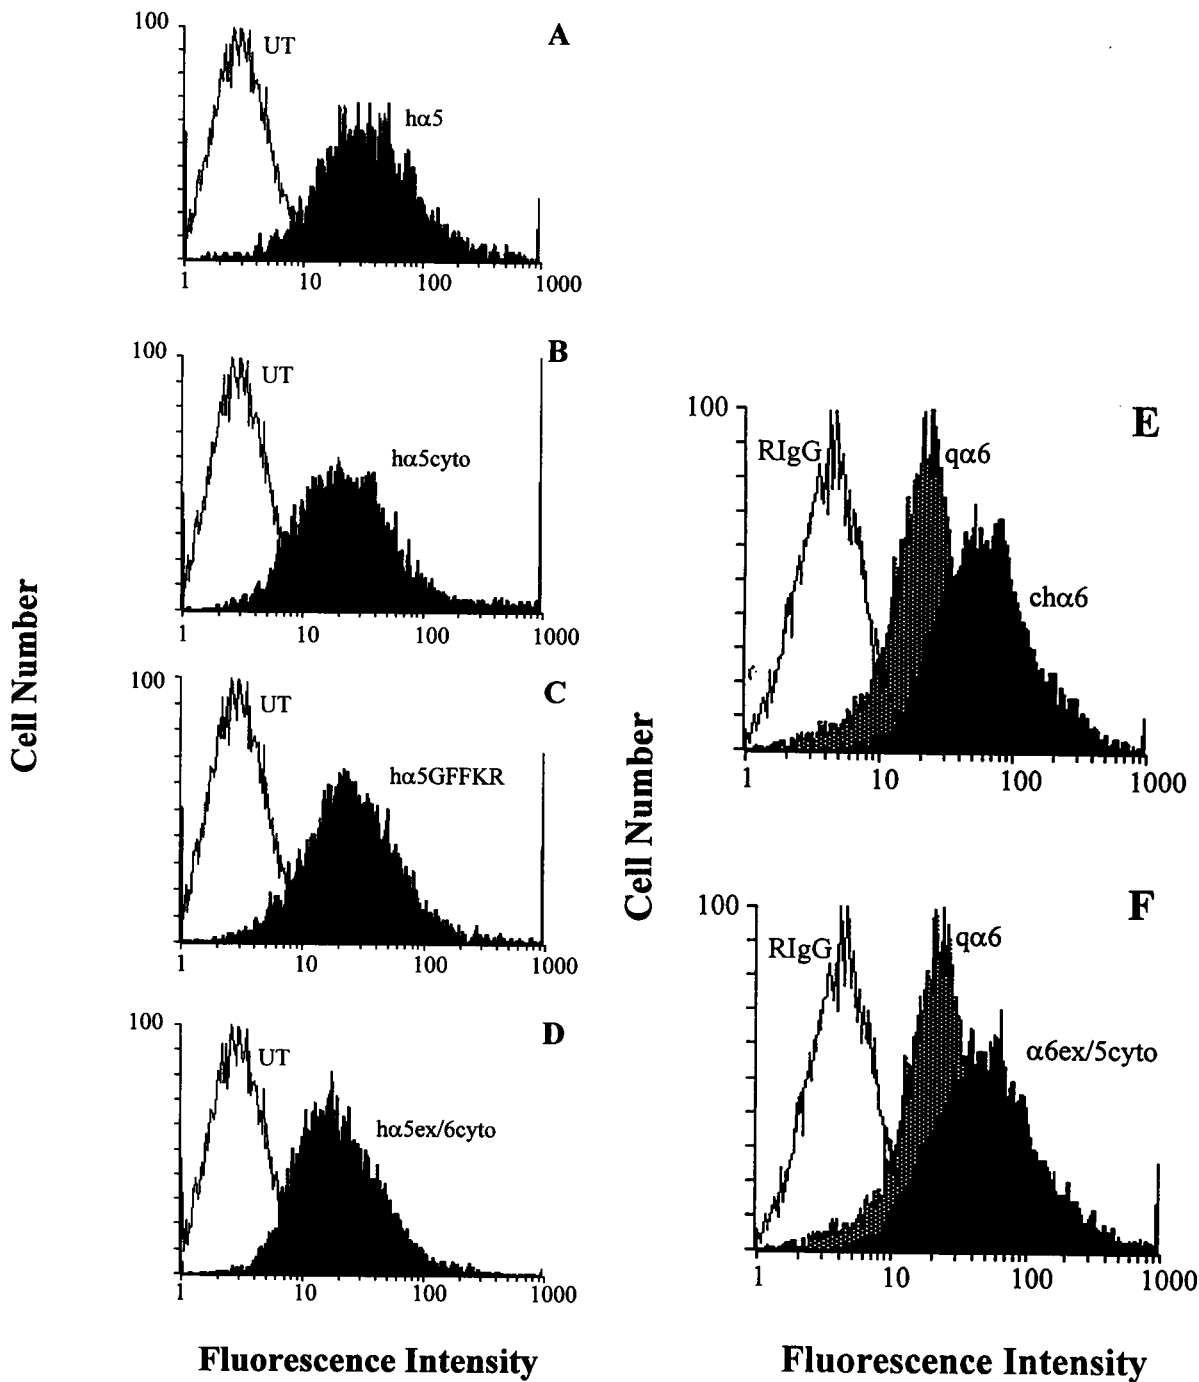 A
100
UT
hα5
1 10 100 1000
B
100
UT
hα5cyto
1 10 100 1000
C
100
UT
hα5GFFKR
1 10 100 1000
D
100
UT
hα5ex/6cyto
1 10 100 1000
Cell Number
Fluorescence Intensity
E
100
RIgG
qα6
chα6
1 10 100 1000
F
100
RIgG
qα6
α6ex/5cyto
1 10 100 1000
Cell Number
Fluorescence Intensity